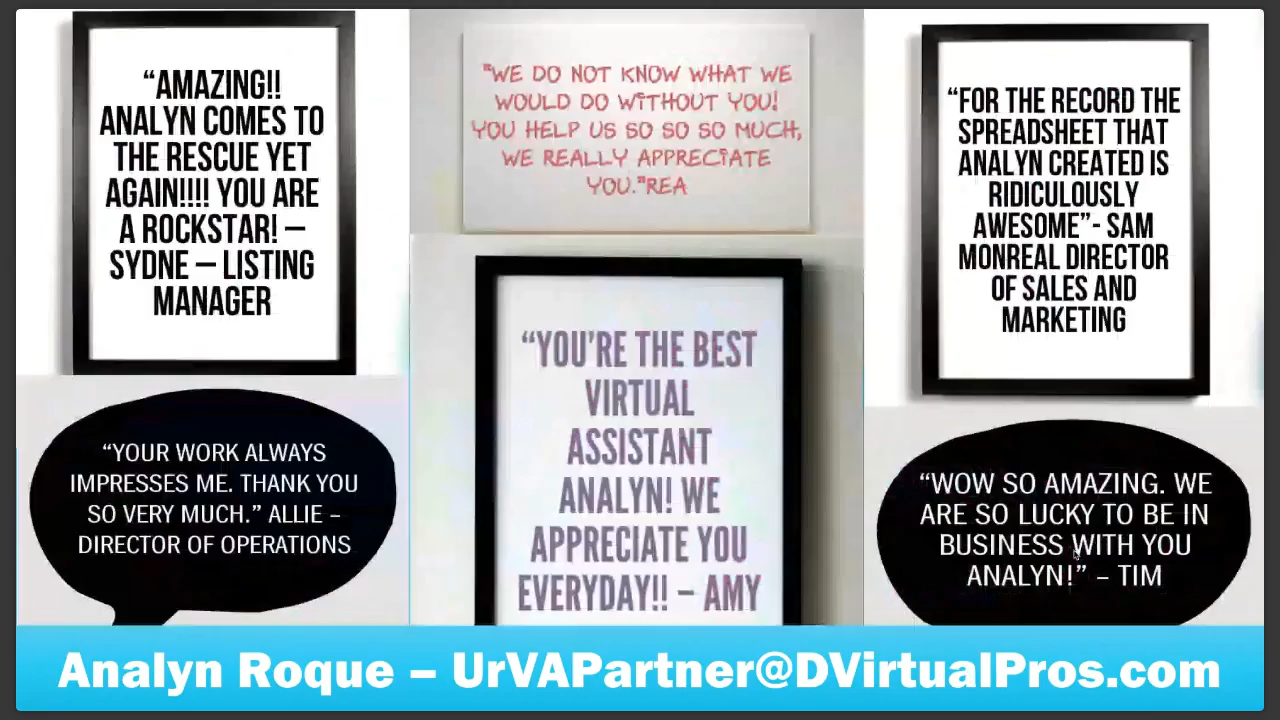 “AMAZING!!
ANALYN COMES TO
THE RESCUE YET
AGAIN!!!! YOU ARE
A ROCKSTAR! –
SYDNE – LISTING
MANAGER
"WE DO NOT KNOW WHAT WE
WOULD DO WITHOUT YOU!
YOU HELP US SO SO SO MUCH,
WE REALLY APPRECIATE
YOU."REA
“FOR THE RECORD THE
SPREADSHEET THAT
ANALYN CREATED IS
RIDICULOUSLY
AWESOME”- SAM
MONREAL DIRECTOR
OF SALES AND
MARKETING
“YOUR WORK ALWAYS
IMPRESSES ME. THANK YOU
SO VERY MUCH.” ALLIE –
DIRECTOR OF OPERATIONS
“YOU’RE THE BEST
VIRTUAL
ASSISTANT
ANALYN! WE
APPRECIATE YOU
EVERYDAY!! – AMY
“WOW SO AMAZING. WE
ARE SO LUCKY TO BE IN
BUSINESS WITH YOU
ANALYN!” – TIM
Analyn Roque – UrVAPartner@DVirtualPros.com